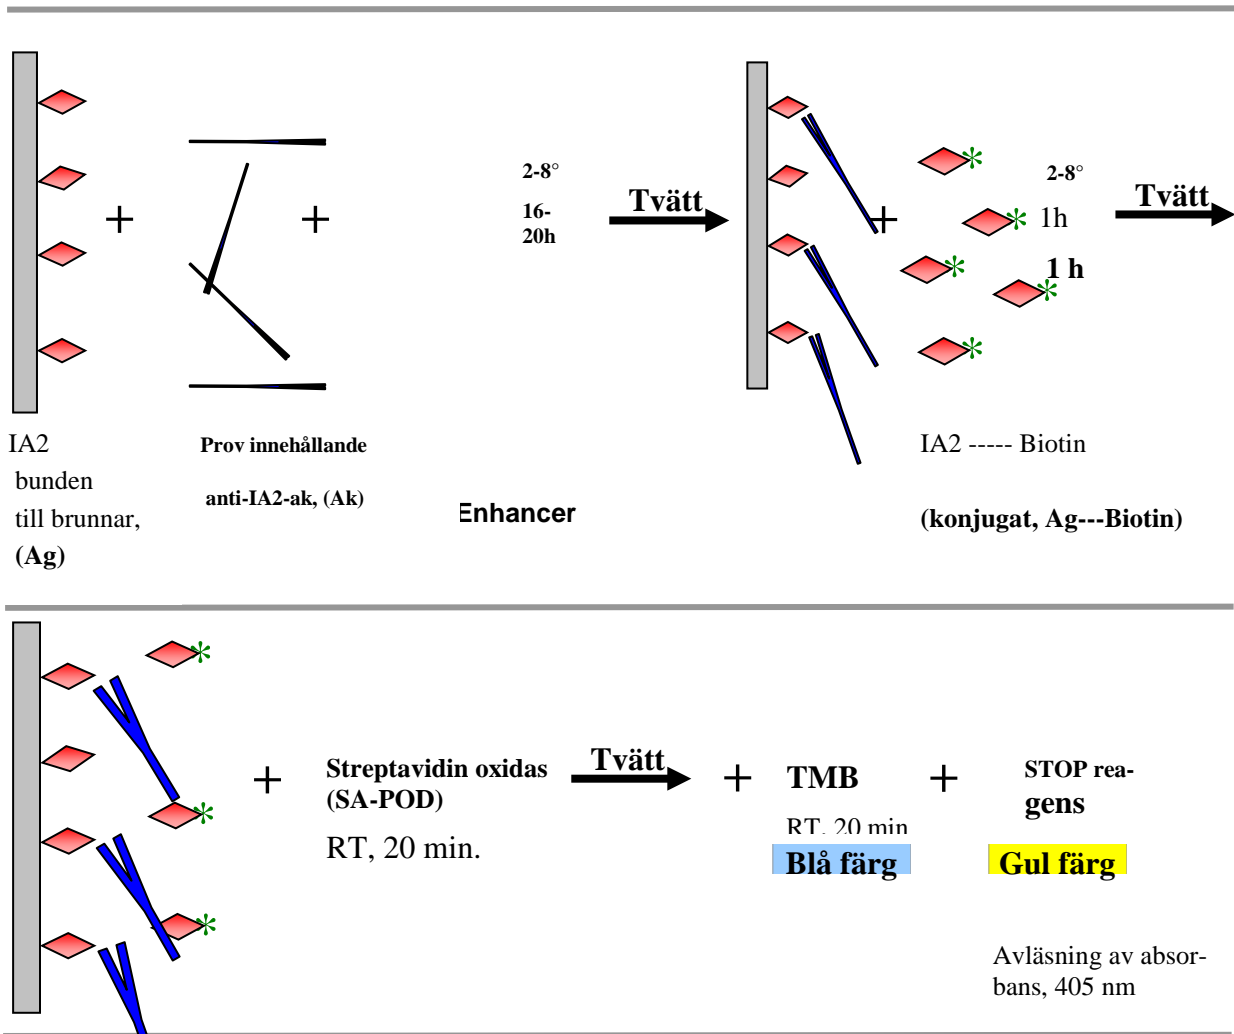 2-8°
16-
20h
Tvätt
2-8°
1h
1 h
Tvätt
IA2
bunden
till brunnar,
(Ag)
Prov innehållande
anti-IA2-ak, (Ak)
Enhancer
IA2 ----- Biotin
(konjugat, Ag---Biotin)
+
+
+
+
Streptavidin oxidas
(SA-POD)
RT, 20 min.
Tvätt
+
TMB
RT, 20 min
Blå färg
+
STOP rea-
gens
Gul färg
Avläsning av absor-
bans, 405 nm